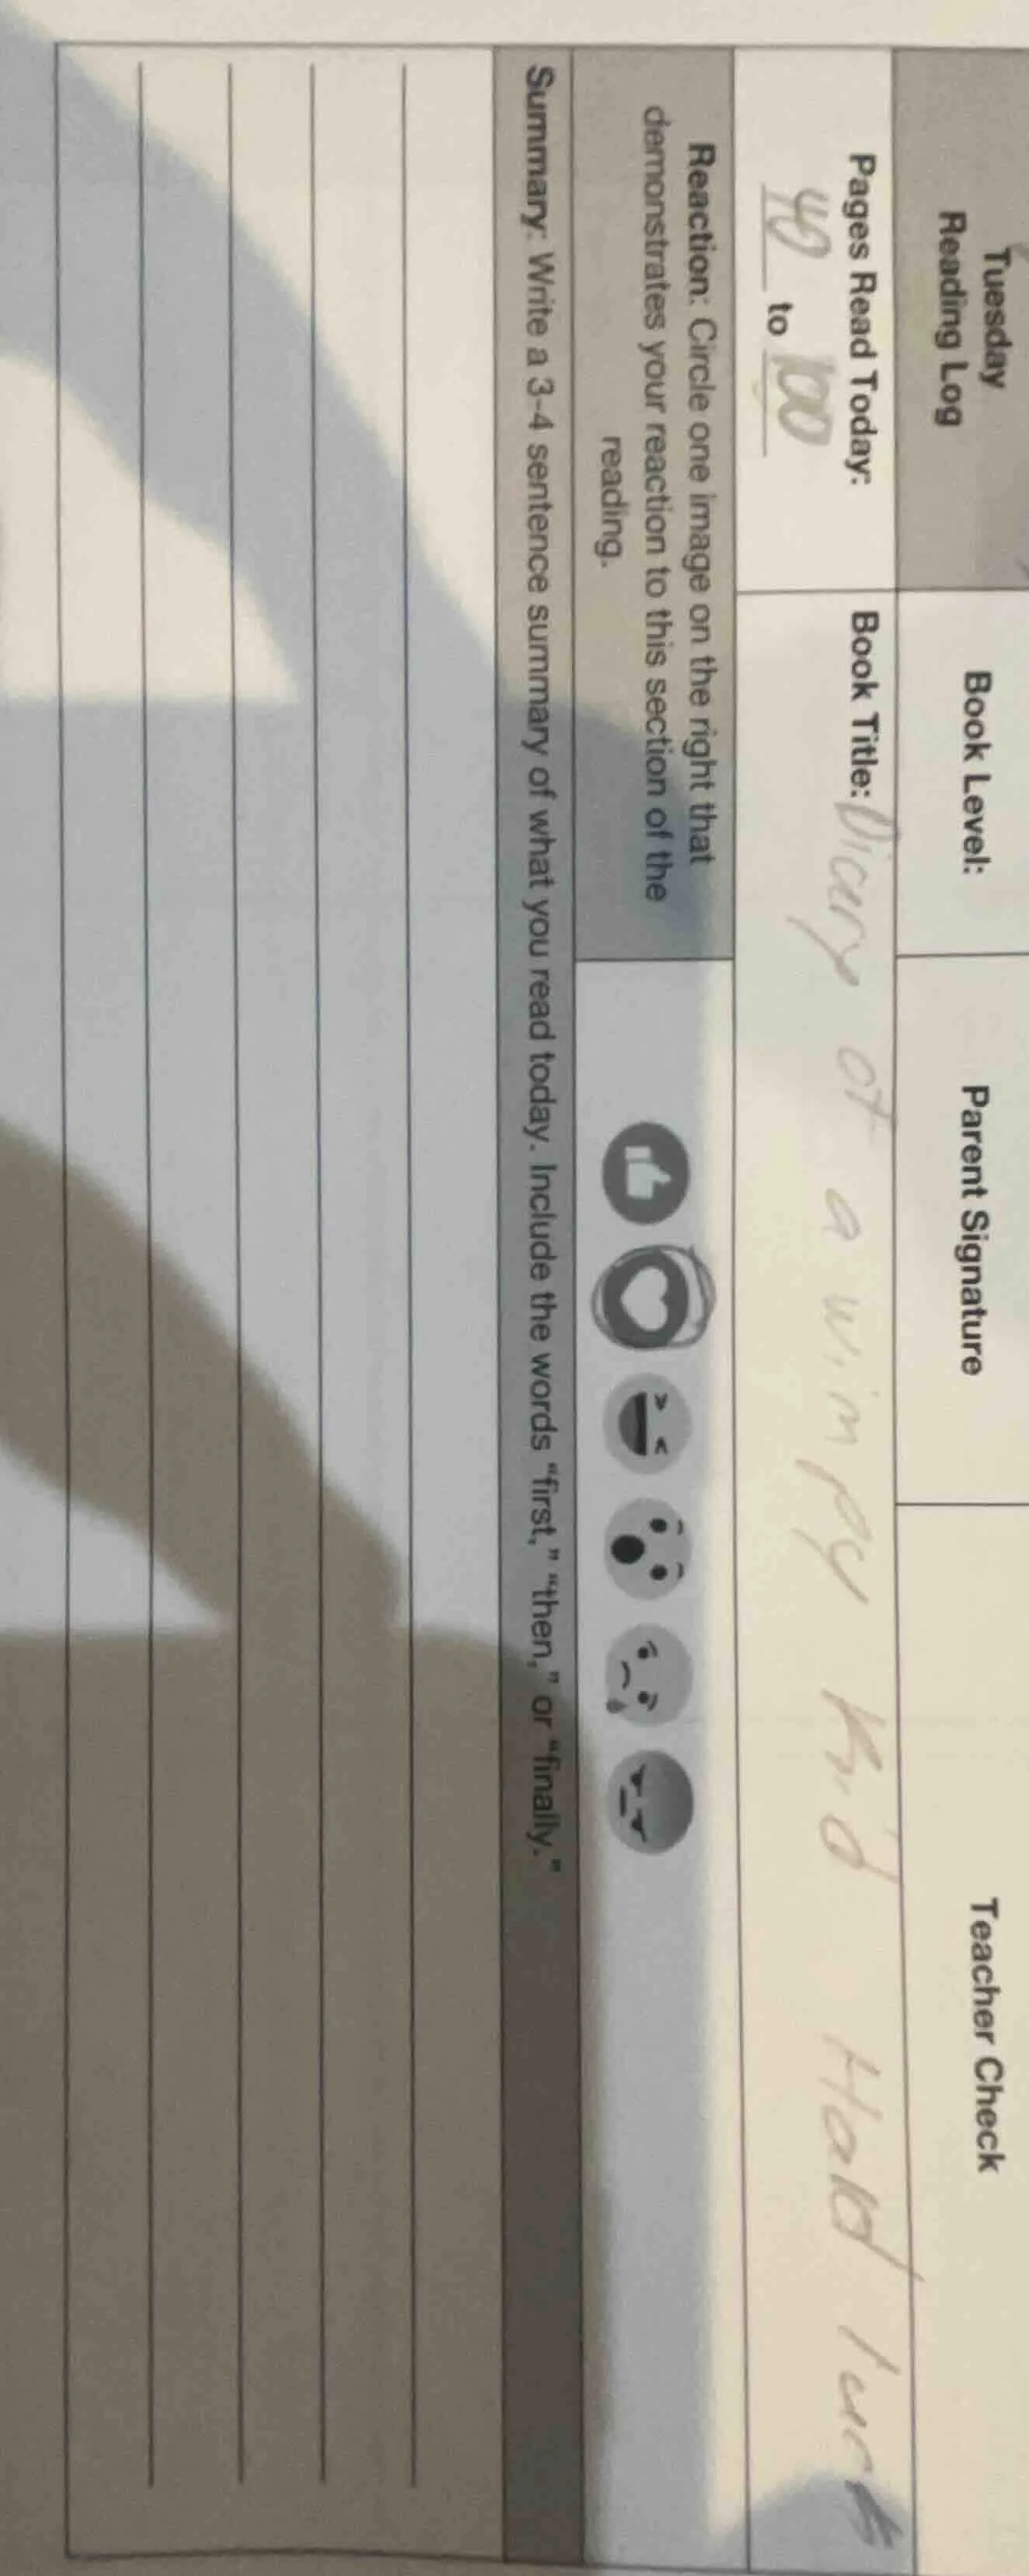 Tuesday
Reading Log
Book Level:
Parent Signature
Teacher Check
Pages Read Today:
40 to 100
Book Title: Diary of a wimpy Kid Hard luck
Reaction: Circle one image on the right that
demonstrates your reaction to this section of the
reading.
Summary: Write a 3-4 sentence summary of what you read today. Include the words “first,” “then,” or “finally.”